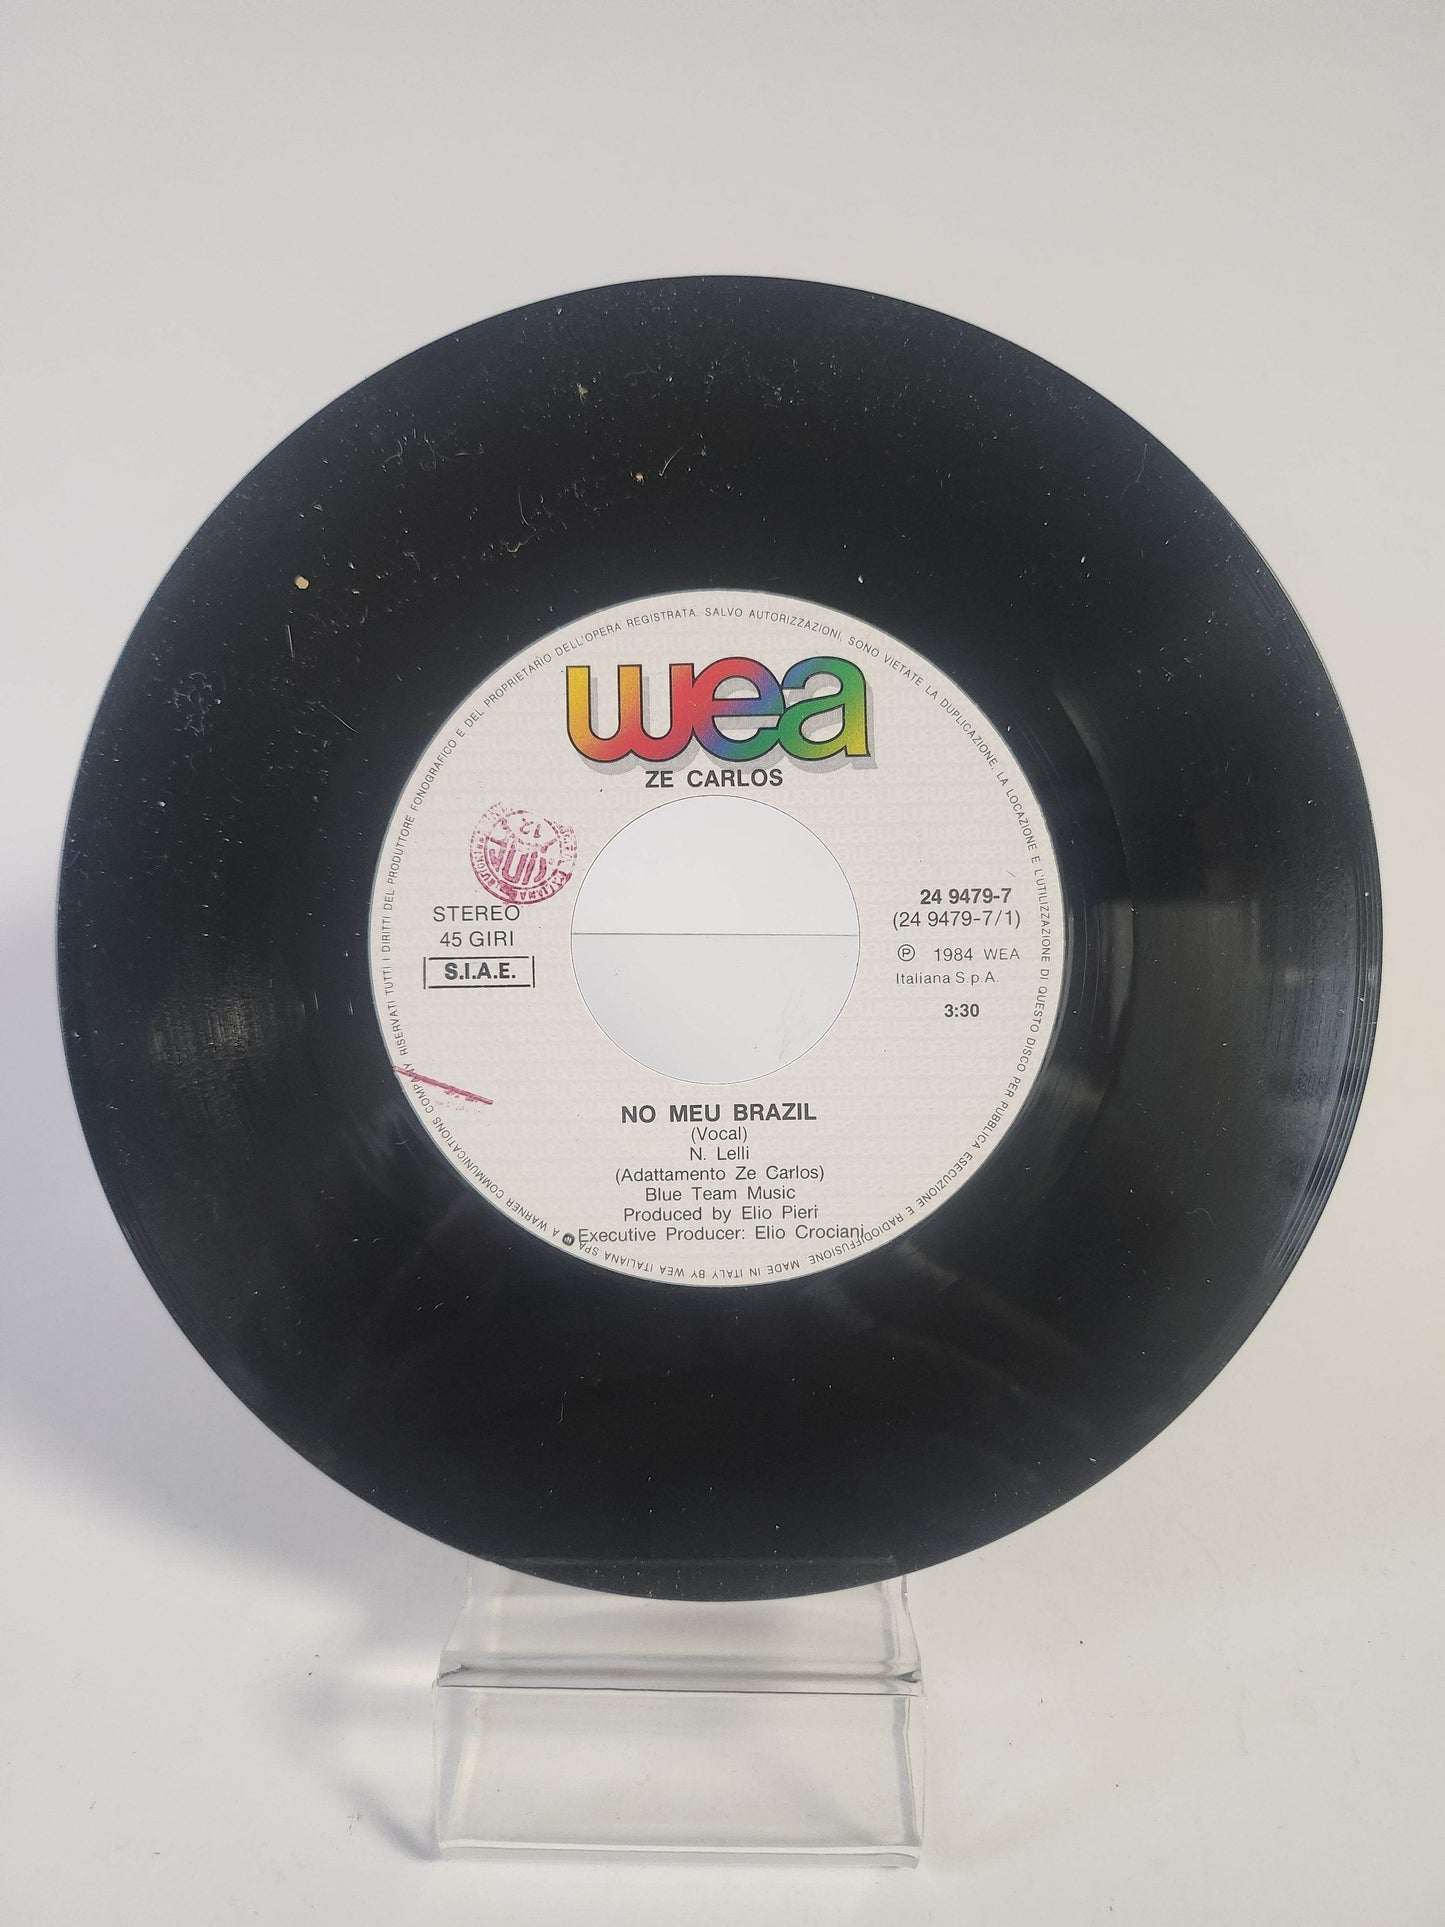 RISERVATI TUTTI I DIRITTI DEL PRODUTTORE FONOGRAFICO E DEL PROPRIETARIO DELL'OPERA REGISTRATA. SALVO AUTORIZZAZIONI, SONO VIETATE LA DUPLICAZIONE, LA LOCAZIONE E L'UTILIZZAZIONE DI QUESTO DISCO PER PUBBLICA ESECUZIONE E RADIODIFFUSIONE. MADE IN ITALY BY WEA ITALIANA SPA A WARNER COMMUNICATIONS COMPANY
wea
ZE CARLOS
STEREO
45 GIRI
S.I.A.E.
24 9479-7
(24 9479-7/1)
℗ 1984 WEA
Italiana S.p.A.
3:30
NO MEU BRAZIL
(Vocal)
N. Lelli
(Adattamento Ze Carlos)
Blue Team Music
Produced by Elio Pieri
Executive Producer: Elio Crociani